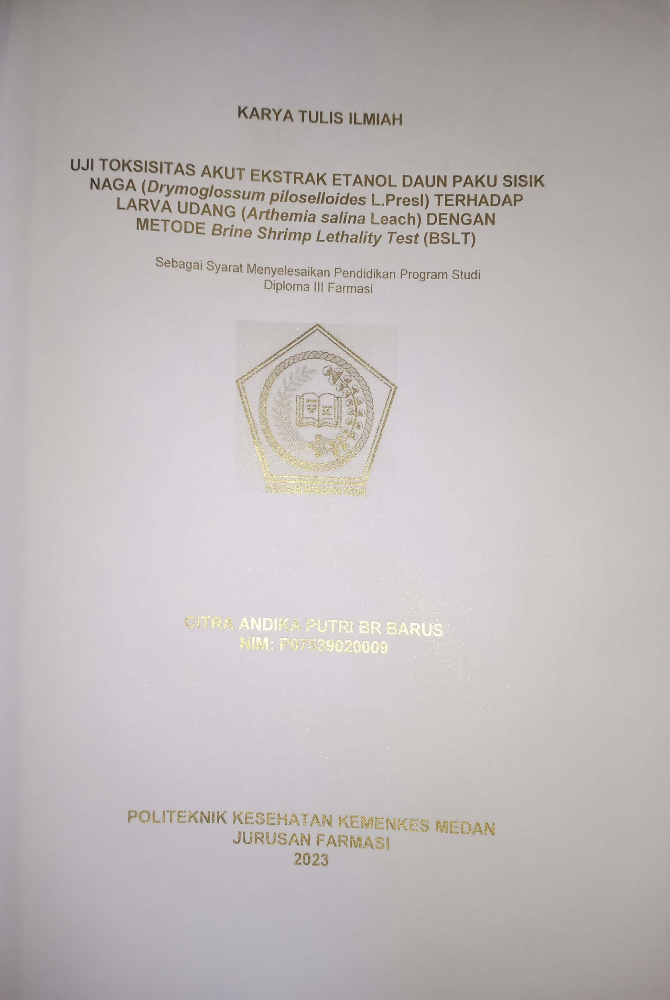 KARYA TULIS ILMIAH
UJI TOKSISITAS AKUT EKSTRAK ETANOL DAUN PAKU SISIK
NAGA (Drymoglossum piloselloides L.Presl) TERHADAP
LARVA UDANG (Arthemia salina Leach) DENGAN
METODE Brine Shrimp Lethality Test (BSLT)
Sebagai Syarat Menyelesaikan Pendidikan Program Studi
Diploma III Farmasi
CITRA ANDIKA PUTRI BR BARUS
NIM: P07539020009
POLITEKNIK KESEHATAN KEMENKES MEDAN
JURUSAN FARMASI
2023